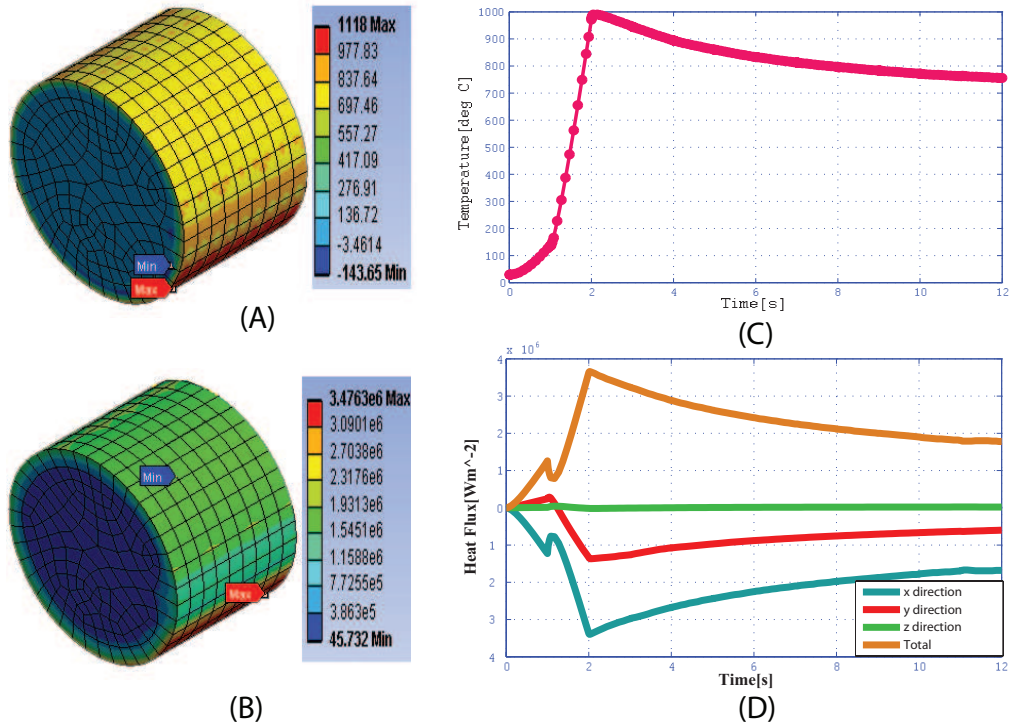 1118 Max
977.83
837.64
697.46
557.27
417.09
276.91
136.72
-3.4614
-143.65 Min
Min
Max
(A)
1000
900
800
700
600
500
400
300
200
100
0
Temperature[deg C]
0 2 4 6 8 10 12
Time[s]
(C)
3.4763e6 Max
3.0901e6
2.7038e6
2.3176e6
1.9313e6
1.5451e6
1.1588e6
7.7255e5
3.863e5
45.732 Min
Min
Max
(B)
x 10^6
4
3
2
1
0
1
2
3
4
Heat Flux[Wm^-2]
x direction
y direction
z direction
Total
0 2 4 6 8 10 12
Time[s]
(D)